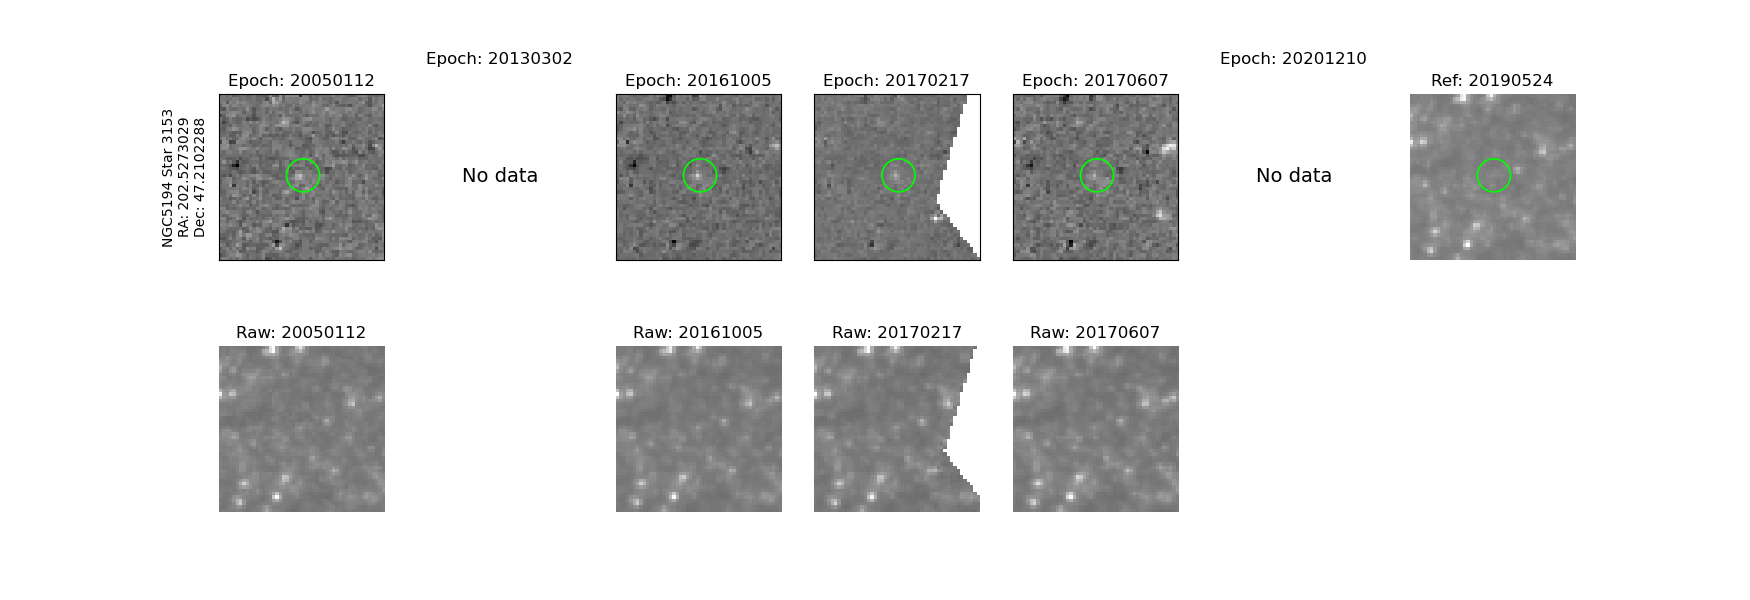 Epoch: 20130302
Epoch: 20201210
Epoch: 20050112
Epoch: 20161005
Epoch: 20170217
Epoch: 20170607
Ref: 20190524
NGC5194 Star 3153
RA: 202.5273029
Dec: 47.2102288
No data
No data
Raw: 20050112
Raw: 20161005
Raw: 20170217
Raw: 20170607